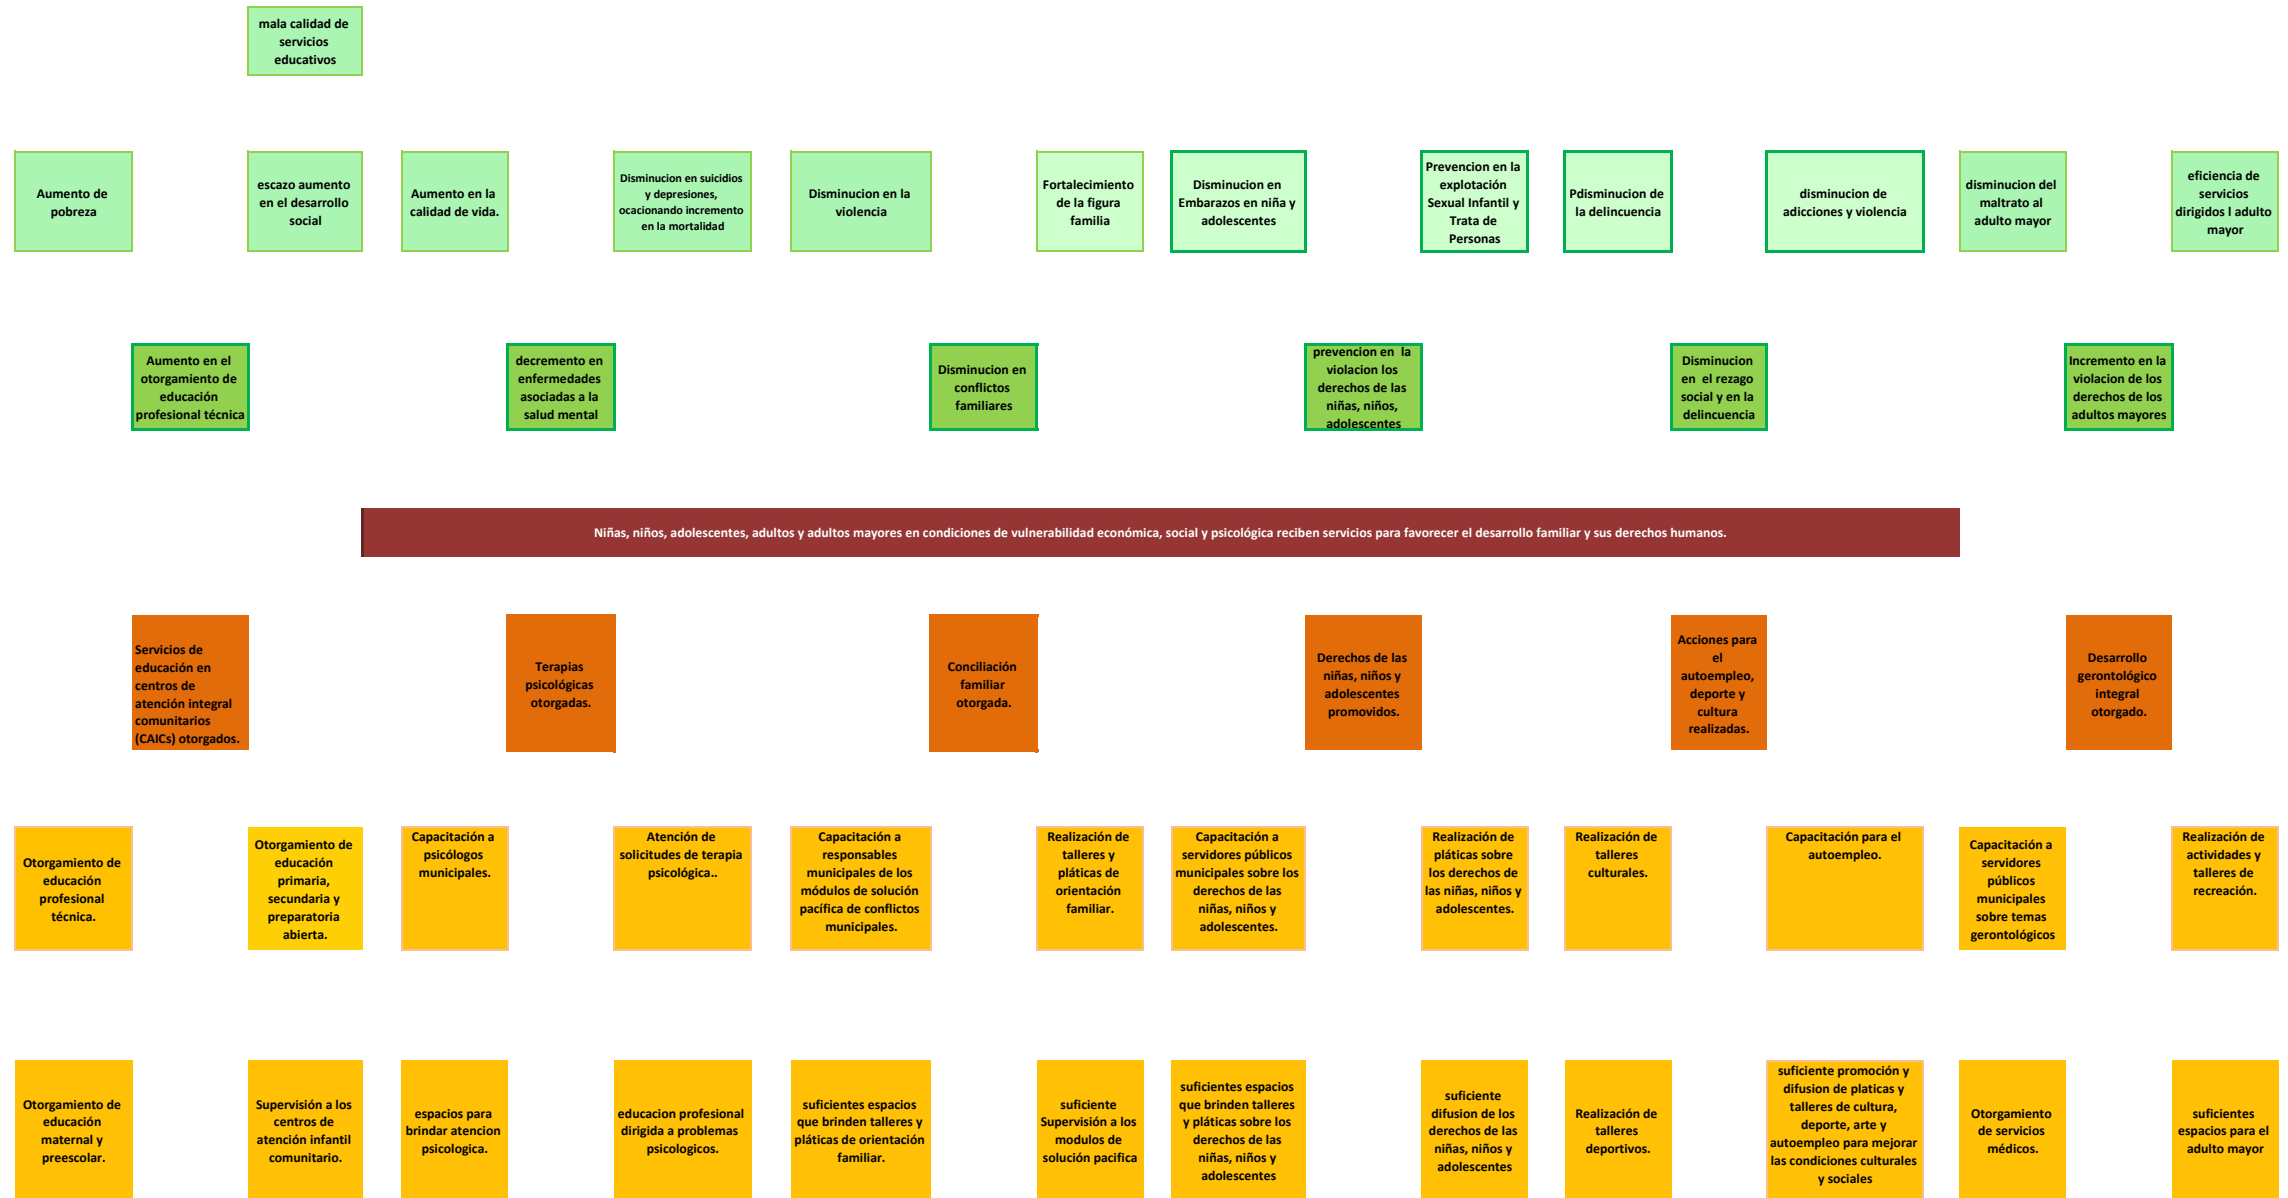 mala calidad de
servicios
educativos
Aumento de
pobreza
escazo aumento
en el desarrollo
social
Aumento en la
calidad de vida.
Disminucion en suicidios
y depresiones,
ocacionando incremento
en la mortalidad
Disminucion en la
violencia
Fortalecimiento
de la figura
familia
Disminucion en
Embarazos en niña y
adolescentes
Prevencion en la
explotación
Sexual Infantil y
Trata de
Personas
Pdisminucion de
la delincuencia
disminucion de
adicciones y violencia
disminucion del
maltrato al
adulto mayor
eficiencia de
servicios
dirigidos l adulto
mayor
Aumento en el
otorgamiento de
educación
profesional técnica
decremento en
enfermedades
asociadas a la
salud mental
Disminucion en
conflictos
familiares
prevencion en  la
violacion los
derechos de las
niñas, niños,
adolescentes
Disminucion
en  el rezago
social y en la
delincuencia
Incremento en la
violacion de los
derechos de los
adultos mayores
Niñas, niños, adolescentes, adultos y adultos mayores en condiciones de vulnerabilidad económica, social y psicológica reciben servicios para favorecer el desarrollo familiar y sus derechos humanos.
Servicios de
educación en
centros de
atención integral
comunitarios
(CAICs) otorgados.
Terapias
psicológicas
otorgadas.
Conciliación
familiar
otorgada.
Derechos de las
niñas, niños y
adolescentes
promovidos.
Acciones para
el
autoempleo,
deporte y
cultura
realizadas.
Desarrollo
gerontológico
integral
otorgado.
Otorgamiento de
educación
profesional
técnica.
Otorgamiento de
educación
primaria,
secundaria y
preparatoria
abierta.
Capacitación a
psicólogos
municipales.
Atención de
solicitudes de terapia
psicológica..
Capacitación a
responsables
municipales de los
módulos de solución
pacífica de conflictos
municipales.
Realización de
talleres y
pláticas de
orientación
familiar.
Capacitación a
servidores públicos
municipales sobre los
derechos de las
niñas, niños y
adolescentes.
Realización de
pláticas sobre
los derechos de
las niñas, niños y
adolescentes.
Realización de
talleres
culturales.
Capacitación para el
autoempleo.
Capacitación a
servidores
públicos
municipales
sobre temas
gerontológicos
Realización de
actividades y
talleres de
recreación.
Otorgamiento de
educación
maternal y
preescolar.
Supervisión a los
centros de
atención infantil
comunitario.
espacios para
brindar atencion
psicologica.
educacion profesional
dirigida a problemas
psicologicos.
suficientes espacios
que brinden talleres y
pláticas de orientación
familiar.
suficiente
Supervisión a los
modulos de
solución pacifica
suficientes espacios
que brinden talleres
y pláticas sobre los
derechos de las
niñas, niños y
adolescentes
suficiente
difusion de los
derechos de las
niñas, niños y
adolescentes
Realización de
talleres
deportivos.
suficiente promoción y
difusion de platicas y
talleres de cultura,
deporte, arte y
autoempleo para mejorar
las condiciones culturales
y sociales
Otorgamiento
de servicios
médicos.
suficientes
espacios para el
adulto mayor